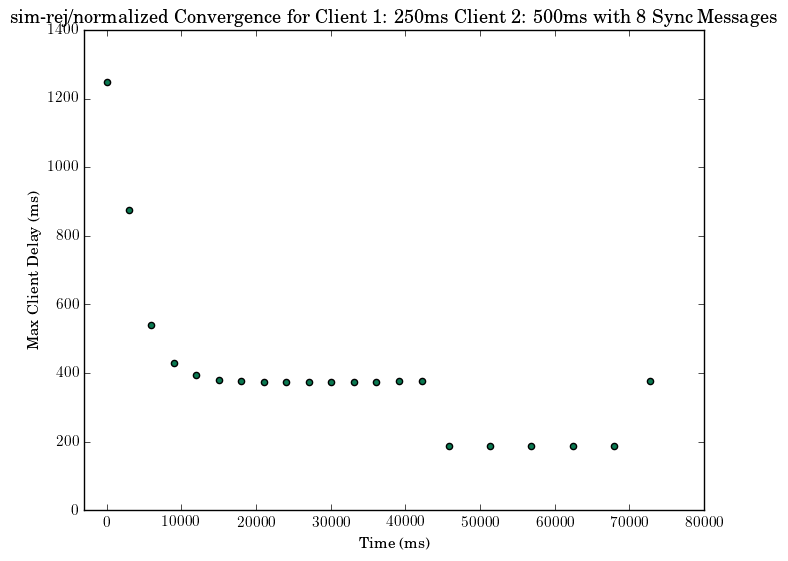 sim-rej/normalized Convergence for Client 1: 250ms Client 2: 500ms with 8 Sync Messages
1400
1200
1000
800
600
400
200
0
Max Client Delay (ms)
0 10000 20000 30000 40000 50000 60000 70000 80000
Time (ms)